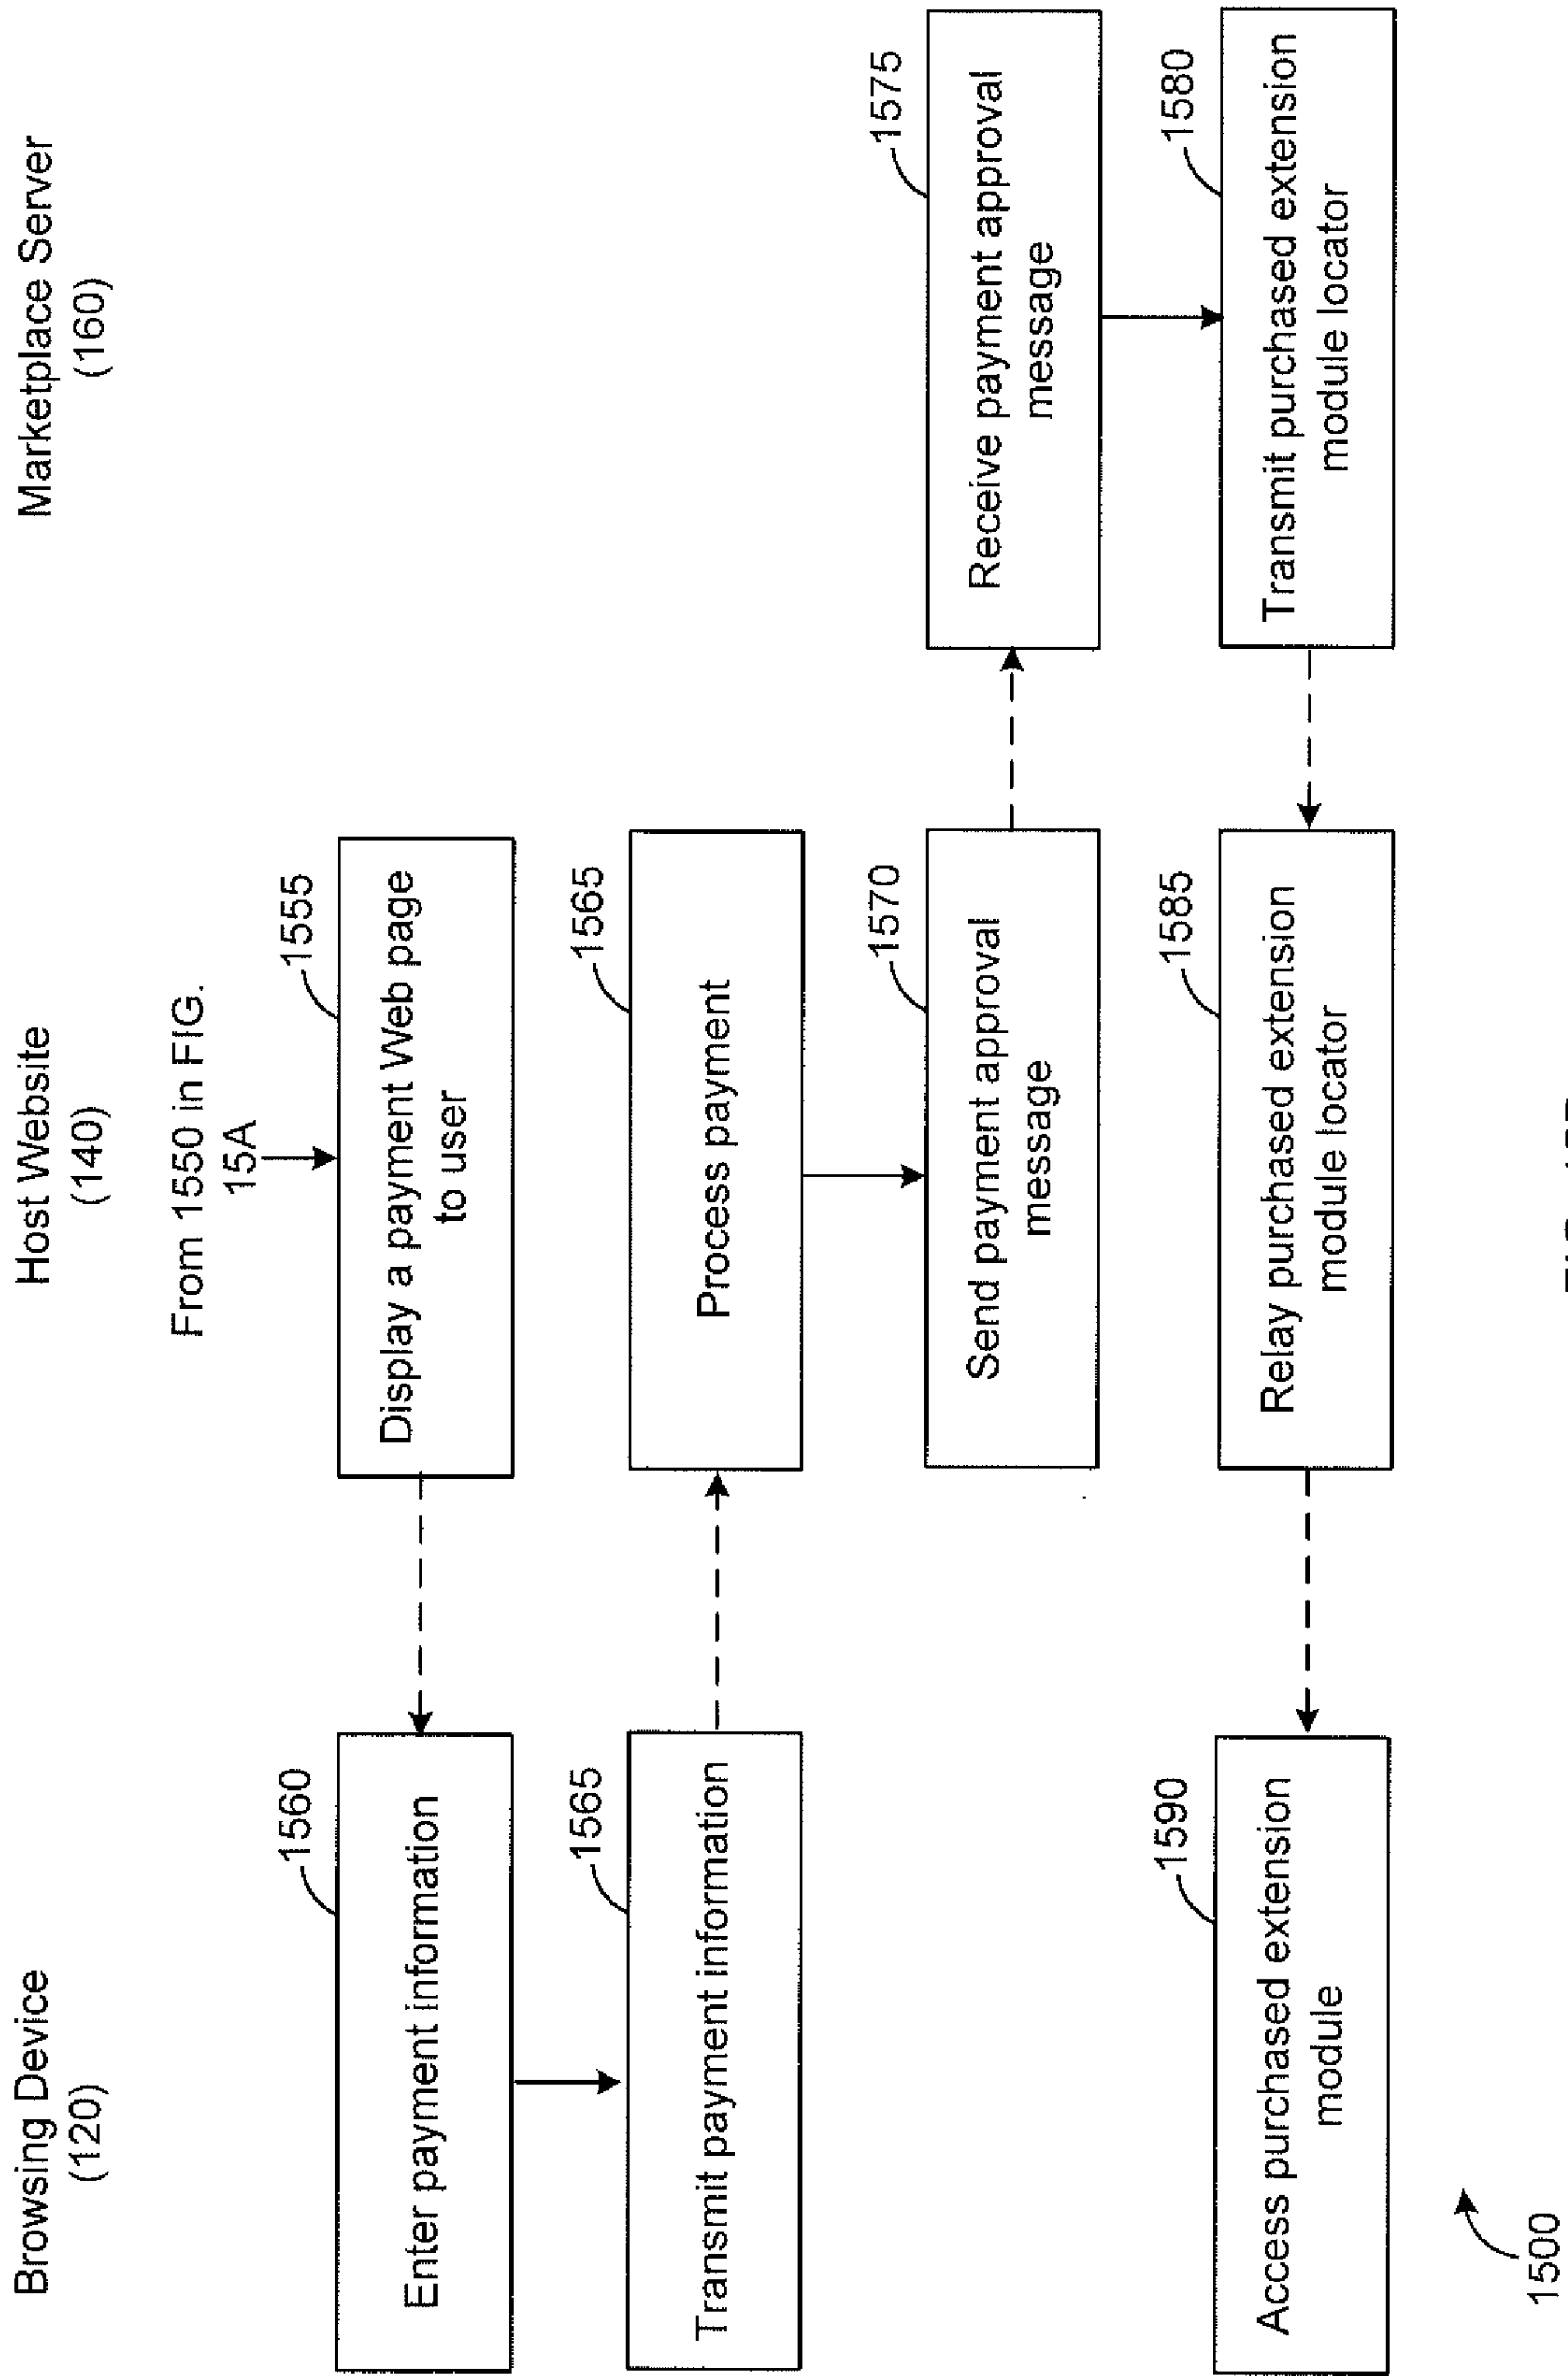 Browsing Device
(120)
Host Website
(140)
Marketplace Server
(160)
From 1550 in FIG.
15A
1555
Display a payment Web page
to user
1560
Enter payment information
1565
Transmit payment information
1565
Process payment
1570
Send payment approval
message
1575
Receive payment approval
message
1580
Transmit purchased extension
module locator
1585
Relay purchased extension
module locator
1590
Access purchased extension
module
1500